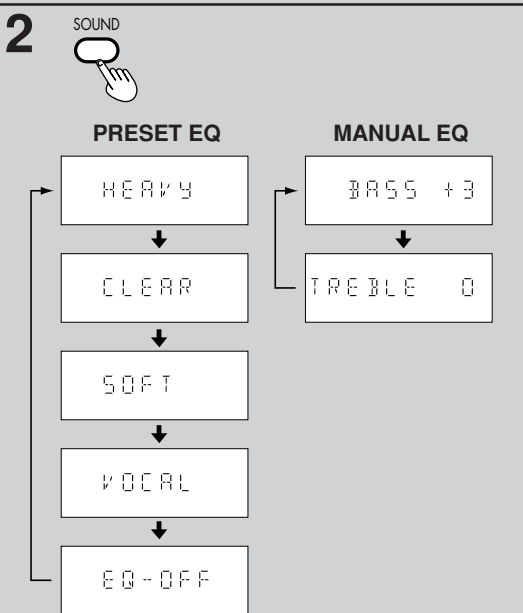 2
SOUND
PRESET EQ
HEAVY
CLEAR
SOFT
VOCAL
EQ-OFF
MANUAL EQ
BASS +3
TREBLE 0